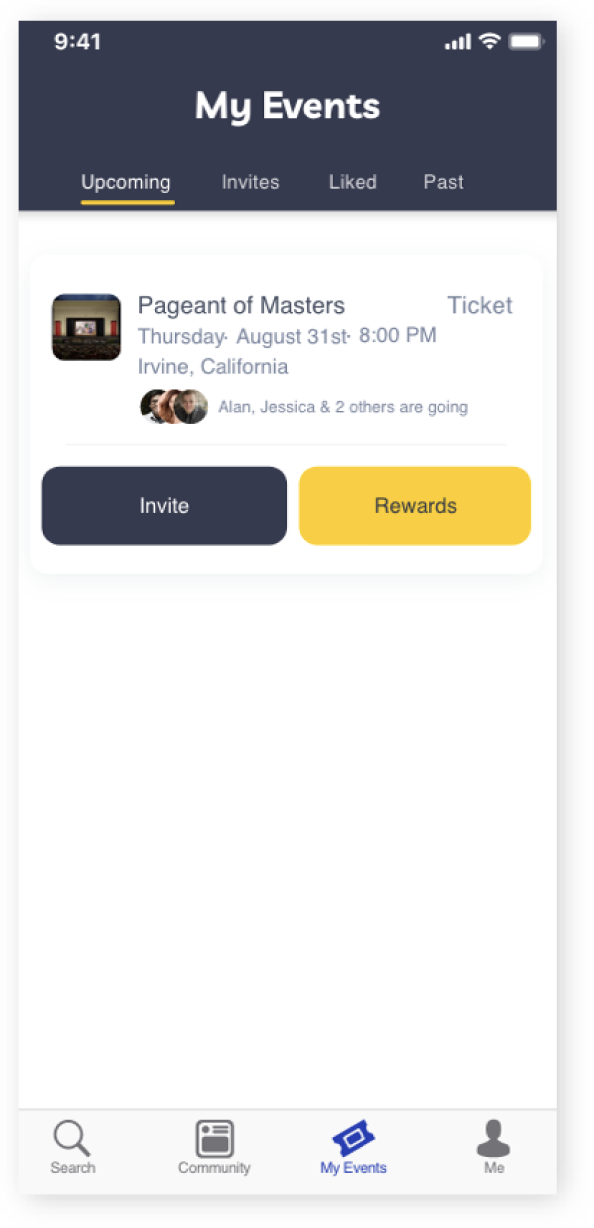 9:41
My Events
Upcoming Invites Liked Past
Pageant of Masters Ticket
Thursday· August 31st· 8:00 PM
Irvine, California
Alan, Jessica & 2 others are going
Invite Rewards
Search Community My Events Me